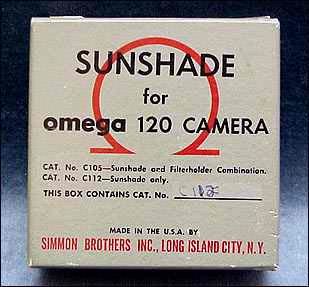 SUNSHADE
for
omega 120 CAMERA
CAT. No. C105—Sunshade and Filterholder Combination.
CAT. No. C112—Sunshade only.
THIS BOX CONTAINS CAT. No. C112
MADE IN THE U.S.A. BY
SIMMON BROTHERS INC., LONG ISLAND CITY, N.Y.